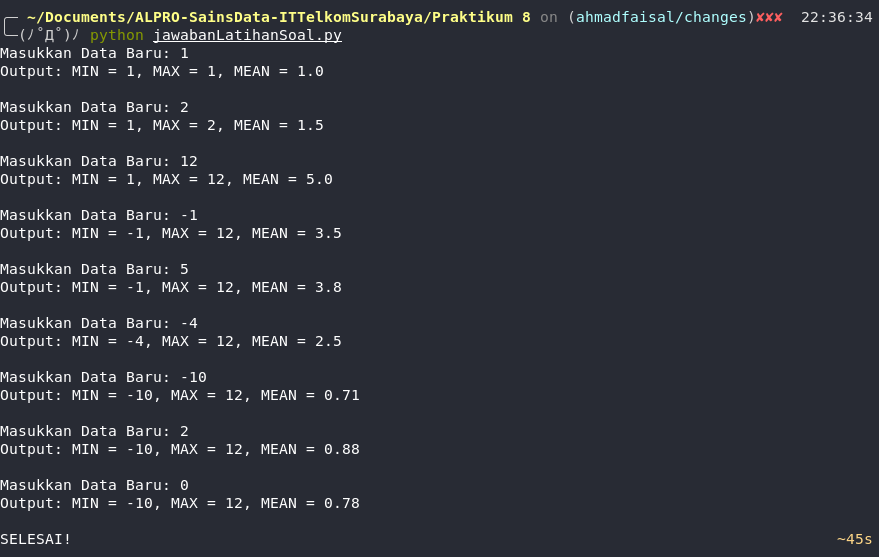 ~/Documents/ALPRO-SainsData-ITTelkomSurabaya/Praktikum 8 on (ahmadfaisal/changes)✘✘✘ 22:36:34
(ﾉ˚Д˚)ﾉ python jawabanLatihanSoal.py
Masukkan Data Baru: 1
Output: MIN = 1, MAX = 1, MEAN = 1.0
Masukkan Data Baru: 2
Output: MIN = 1, MAX = 2, MEAN = 1.5
Masukkan Data Baru: 12
Output: MIN = 1, MAX = 12, MEAN = 5.0
Masukkan Data Baru: -1
Output: MIN = -1, MAX = 12, MEAN = 3.5
Masukkan Data Baru: 5
Output: MIN = -1, MAX = 12, MEAN = 3.8
Masukkan Data Baru: -4
Output: MIN = -4, MAX = 12, MEAN = 2.5
Masukkan Data Baru: -10
Output: MIN = -10, MAX = 12, MEAN = 0.71
Masukkan Data Baru: 2
Output: MIN = -10, MAX = 12, MEAN = 0.88
Masukkan Data Baru: 0
Output: MIN = -10, MAX = 12, MEAN = 0.78
SELESAI! ~45s